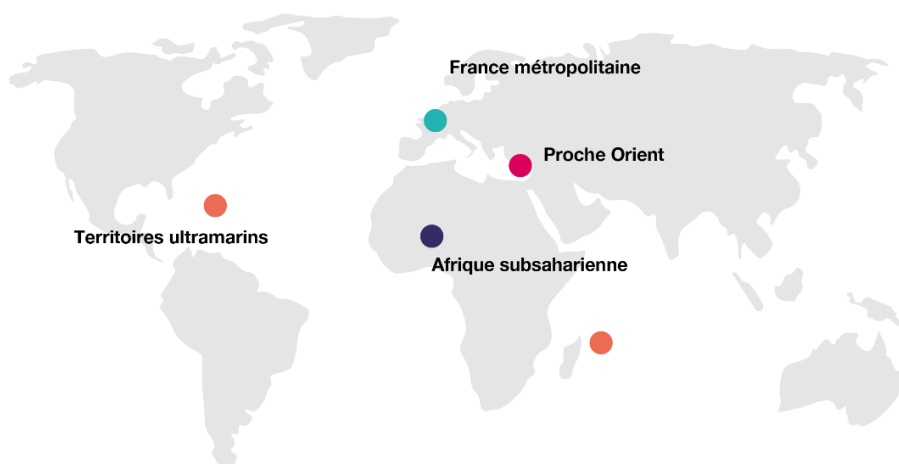 France métropolitaine
Proche Orient
Territoires ultramarins
Afrique subsaharienne